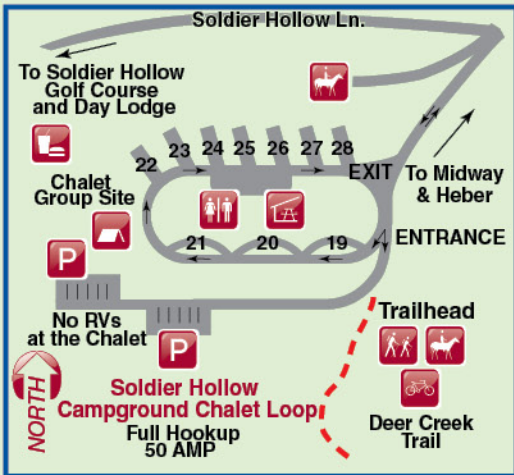 Soldier Hollow Ln.
To Soldier Hollow
Golf Course
and Day Lodge
22
23
24
25
26
27
28
EXIT
To Midway
& Heber
Chalet
Group Site
21
20
19
ENTRANCE
P
No RVs
at the Chalet
P
Trailhead
NORTH
Soldier Hollow
Campground Chalet Loop
Full Hookup
50 AMP
Deer Creek
Trail